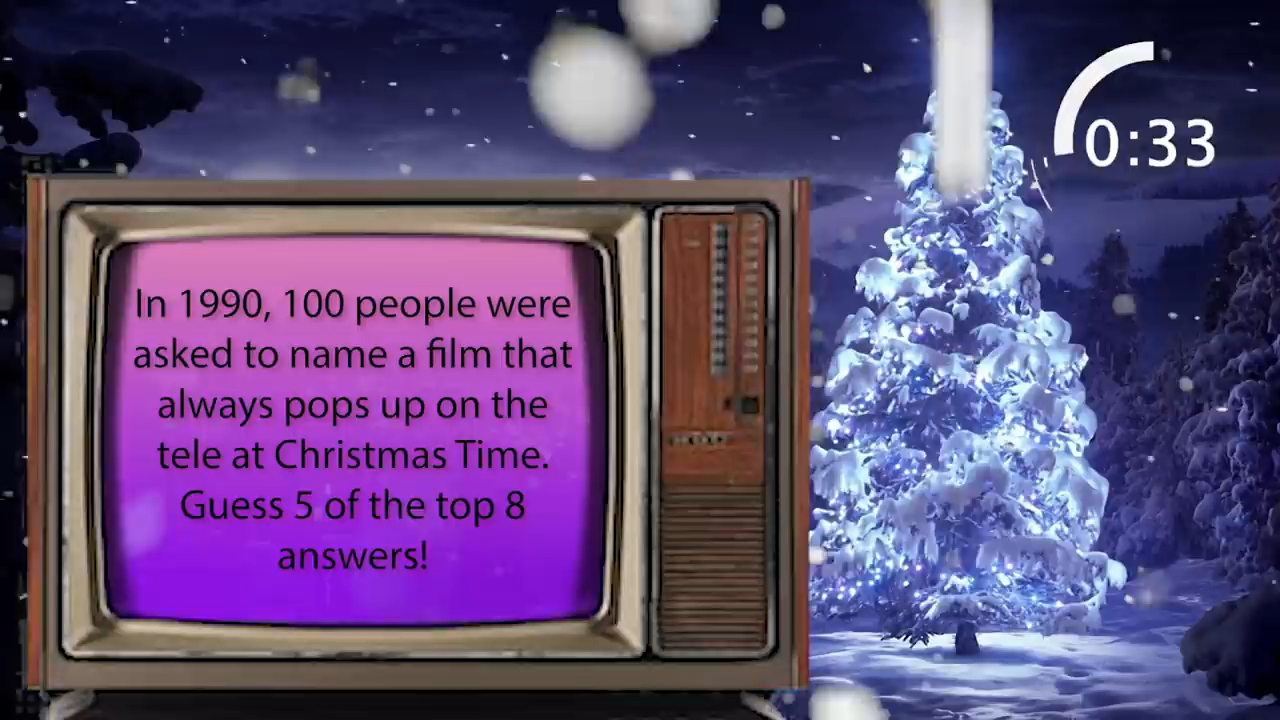 0:33
In 1990, 100 people were
asked to name a film that
always pops up on the
tele at Christmas Time.
Guess 5 of the top 8
answers!